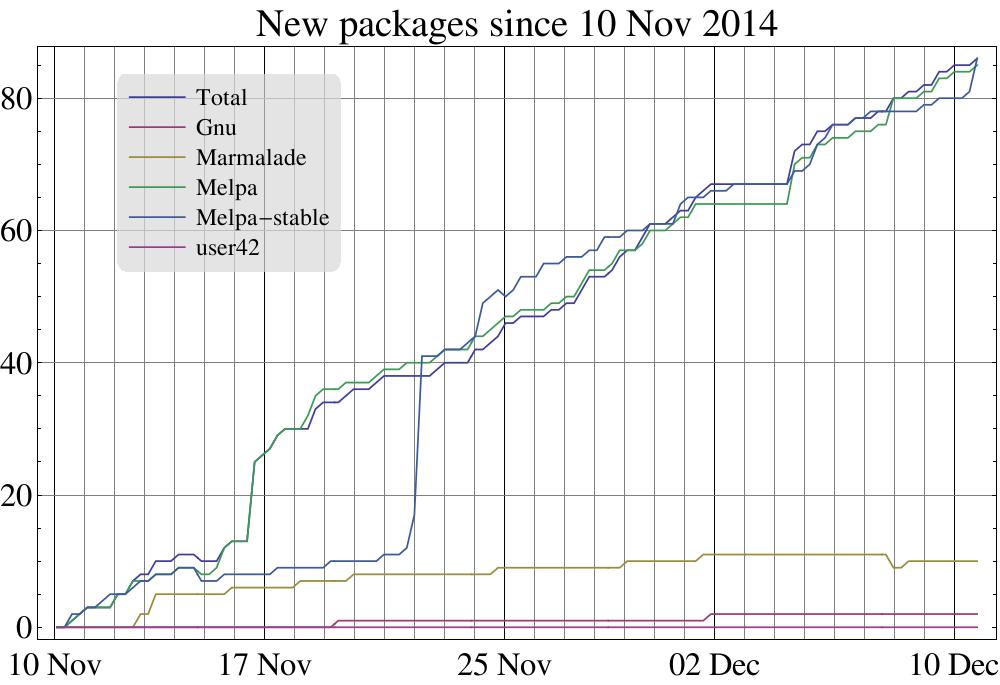 New packages since 10 Nov 2014
Total
Gnu
Marmalade
Melpa
Melpa−stable
user42
80
60
40
20
0
10 Nov 17 Nov 25 Nov 02 Dec 10 Dec